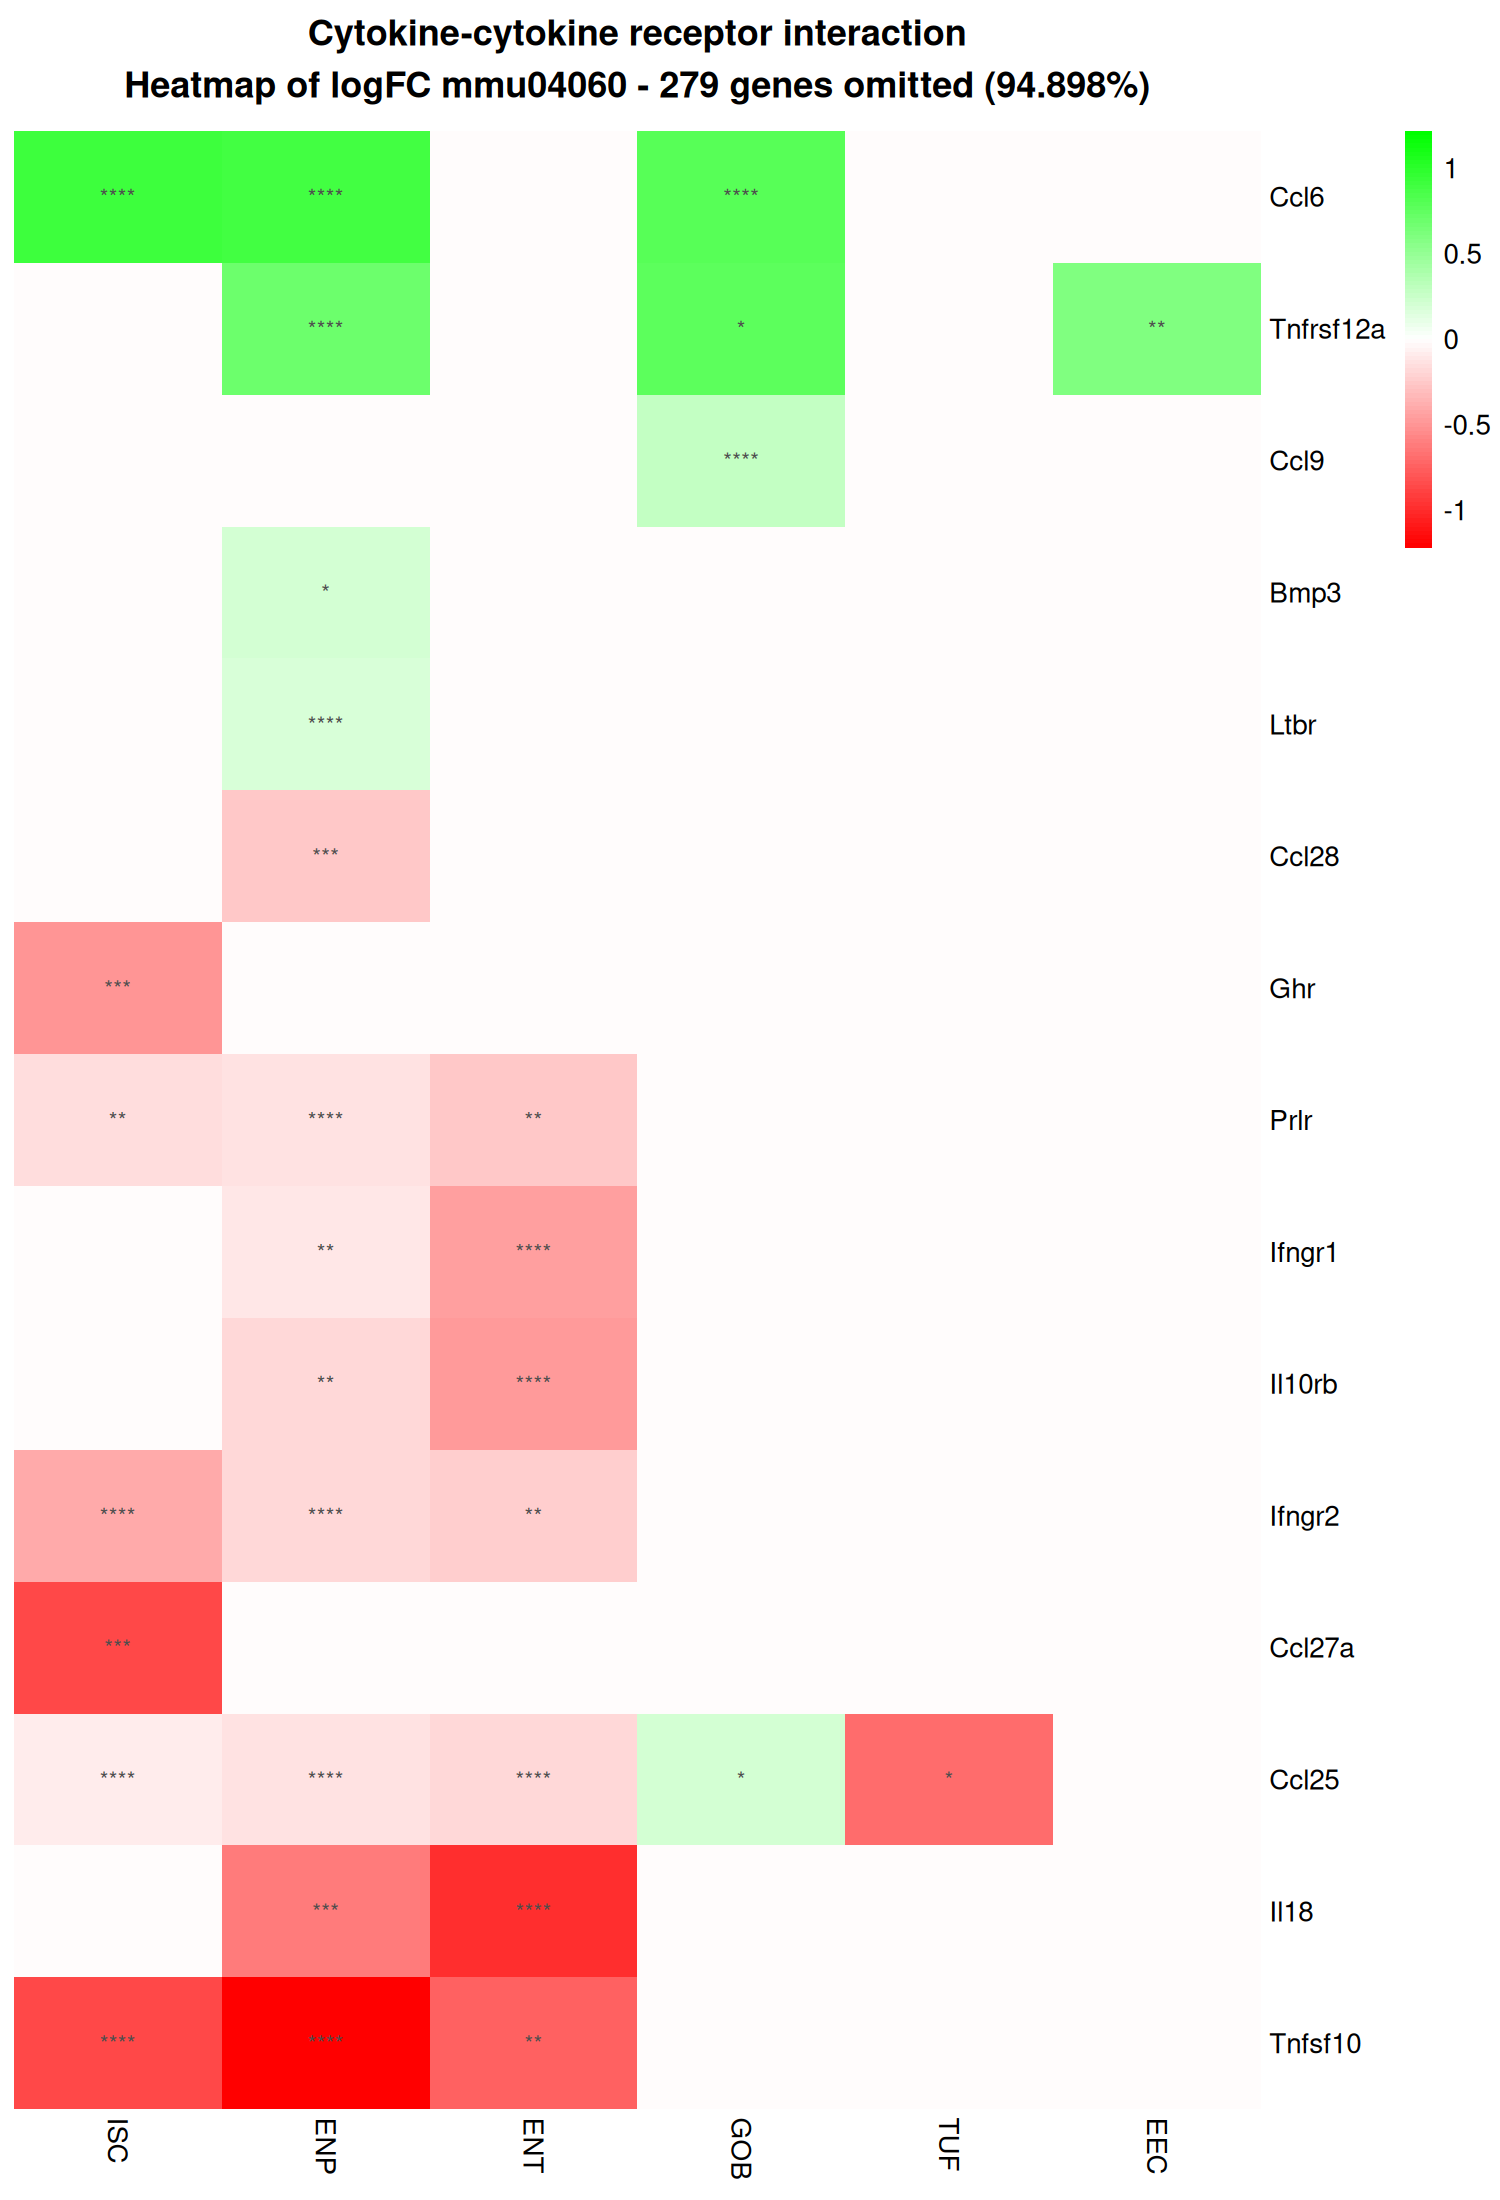 Cytokine-cytokine receptor interaction
Heatmap of logFC mmu04060 - 279 genes omitted (94.898%)
**** **** **** Ccl6
**** * ** Tnfrsf12a
**** Ccl9
* Bmp3
**** Ltbr
*** Ccl28
*** Ghr
** **** ** Prlr
** **** Ifngr1
** **** Il10rb
**** **** ** Ifngr2
*** Ccl27a
**** **** **** * * Ccl25
*** **** Il18
**** **** ** Tnfsf10
ISC ENP ENT GOB TUF EEC
1
0.5
0
-0.5
-1